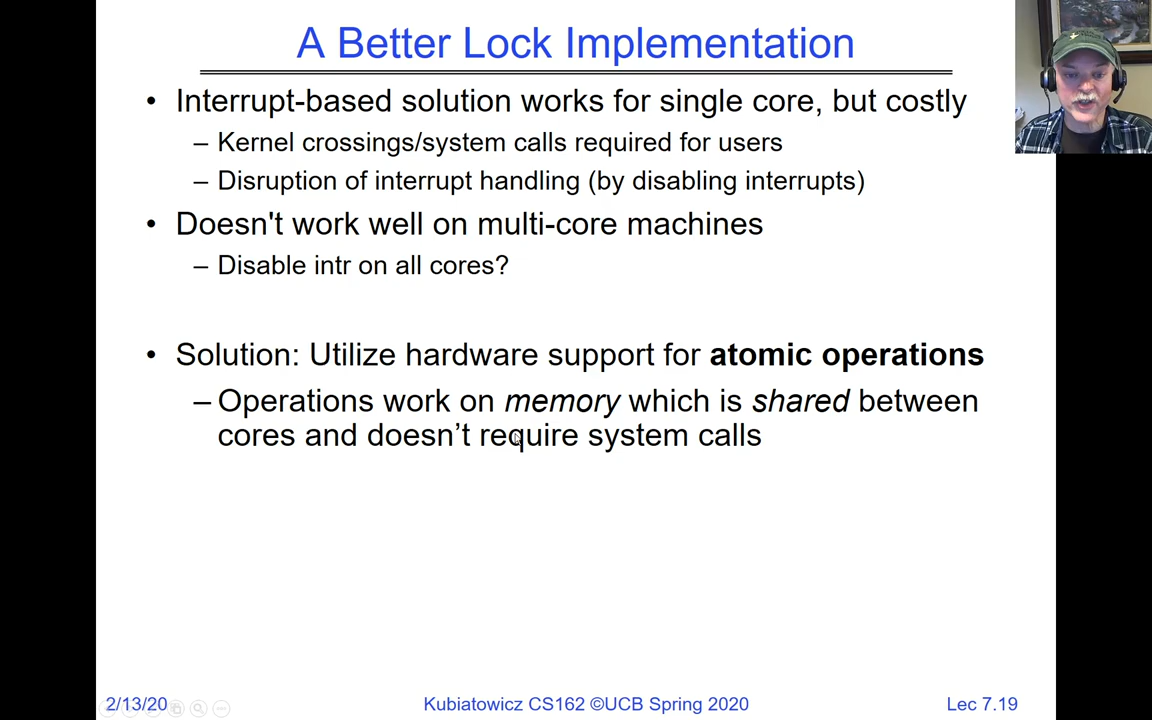 A Better Lock Implementation
• Interrupt-based solution works for single core, but costly
– Kernel crossings/system calls required for users
– Disruption of interrupt handling (by disabling interrupts)
• Doesn't work well on multi-core machines
– Disable intr on all cores?
• Solution: Utilize hardware support for atomic operations
– Operations work on memory which is shared between
cores and doesn’t require system calls
2/13/20 Kubiatowicz CS162 ©UCB Spring 2020 Lec 7.19